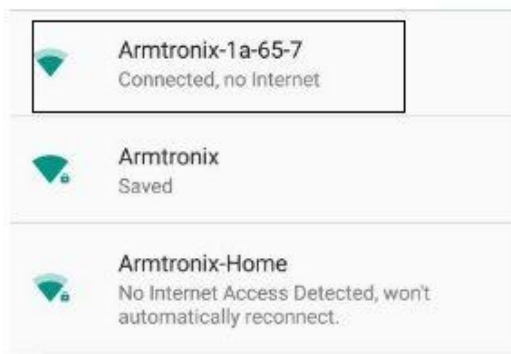 Armtronix-1a-65-7
Connected, no Internet
Armtronix
Saved
Armtronix-Home
No Internet Access Detected, won't
automatically reconnect.